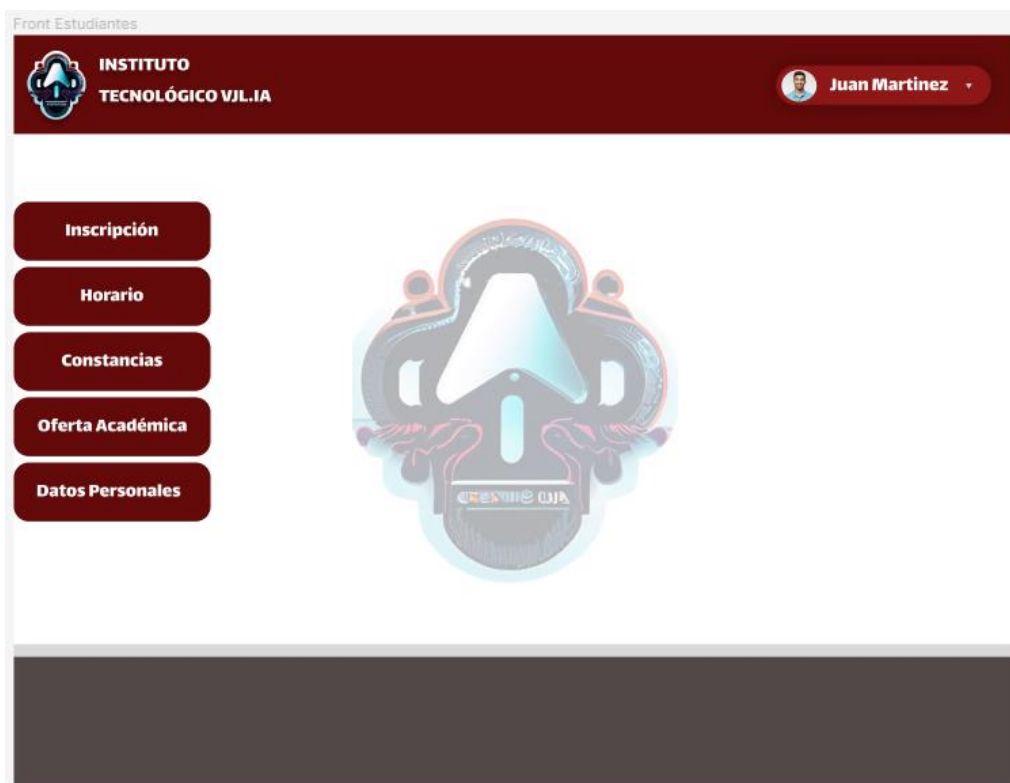 Front Estudiantes
INSTITUTO
TECNOLÓGICO VJL.IA
Juan Martinez
Inscripción
Horario
Constancias
Oferta Académica
Datos Personales